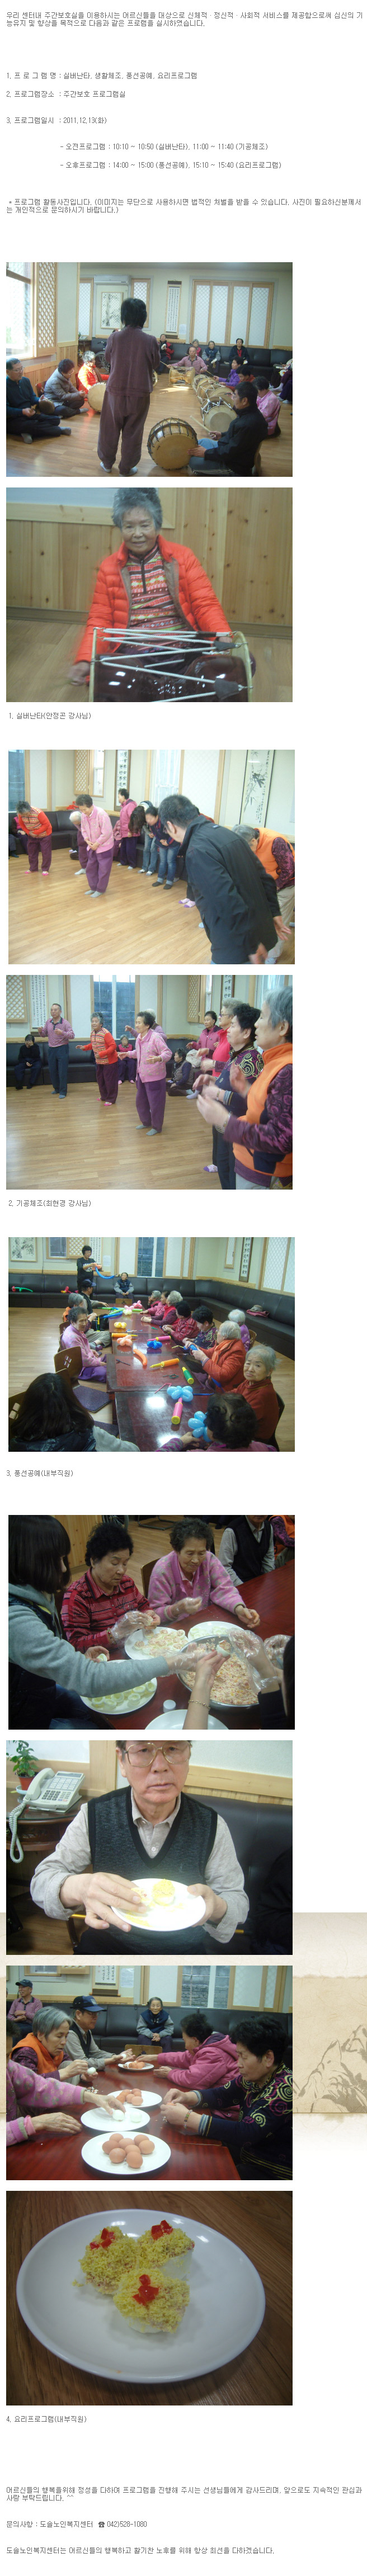 우리 센터내 주간보호실을 이용하시는 어르신들을 대상으로 신체적 · 정신적 · 사회적 서비스를 제공함으로써 심신의 기
능유지 및 향상을 목적으로 다음과 같은 프로램을 실시하였습니다.
1. 프 로 그 램 명 : 실버난타, 생활체조, 풍선공예, 요리프로그램
2. 프로그램장소 : 주간보호 프로그램실
3. 프로그램일시 : 2011.12.13(화)
- 오전프로그램 : 10:10 ~ 10:50 (실버난타), 11:00 ~ 11:40 (기공체조)
- 오후프로그램 : 14:00 ~ 15:00 (풍선공예), 15:10 ~ 15:40 (요리프로그램)
* 프로그램 활동사진입니다. (이미지는 무단으로 사용하시면 법적인 처벌을 받을 수 있습니다. 사진이 필요하신분께서
는 개인적으로 문의하시기 바랍니다.)
1. 실버난타(안정곤 강사님)
2. 기공체조(최현경 강사님)
3. 풍선공예(내부직원)
4. 요리프로그램(내부직원)
어르신들의 행복을위해 정성을 다하며 프로그램을 진행해 주시는 선생님들에게 감사드리며, 앞으로도 지속적인 관심과
사랑 부탁드립니다. ^^
문의사항 : 도솔노인복지센터 ☎ 042)528-1080
도솔노인복지센터는 어르신들의 행복하고 활기찬 노후를 위해 항상 최선을 다하겠습니다.